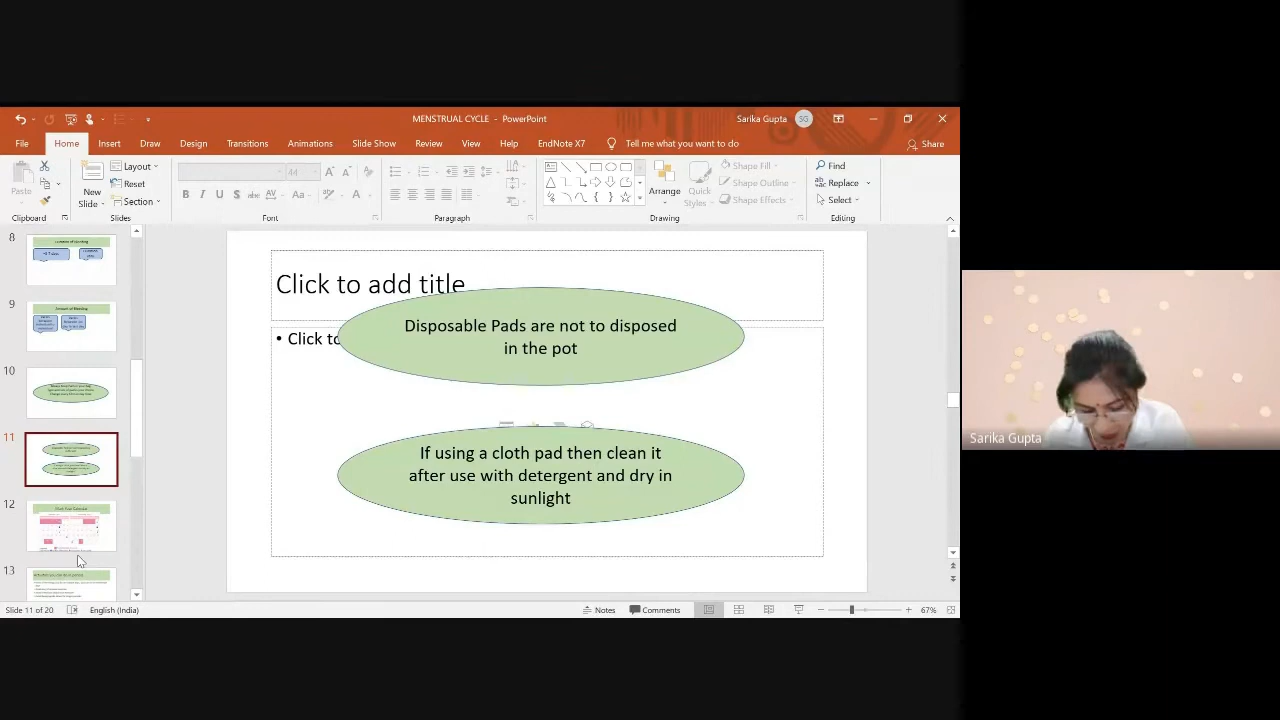 MENSTRUAL CYCLE - PowerPoint
Sarika Gupta SG
File Home Insert Draw Design Transitions Animations Slide Show Review View Help EndNote X7 Tell me what you want to do Share
Paste
New
Slide
Layout
Reset
Section
44
B I U S abc AV Aa A
Arrange
Quick
Styles
Shape Fill
Shape Outline
Shape Effects
Find
Replace
Select
Clipboard Slides Font Paragraph Drawing Editing
8
9
10
11
12
13
Click to add title
Disposable Pads are not to disposed
in the pot
• Click to
If using a cloth pad then clean it
after use with detergent and dry in
sunlight
Slide 11 of 20 English (India) Notes Comments 67%
Sarika Gupta